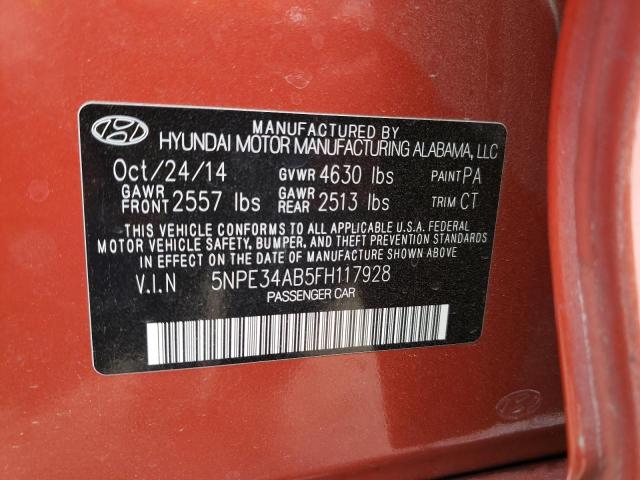 MANUFACTURED BY
HYUNDAI MOTOR MANUFACTURING ALABAMA, LLC
Oct/24/14 GVWR 4630 lbs PAINT PA
GAWR FRONT 2557 lbs GAWR REAR 2513 lbs TRIM CT
THIS VEHICLE CONFORMS TO ALL APPLICABLE U.S.A. FEDERAL
MOTOR VEHICLE SAFETY, BUMPER, AND THEFT PREVENTION STANDARDS
IN EFFECT ON THE DATE OF MANUFACTURE SHOWN ABOVE.
V.I.N 5NPE34AB5FH117928
PASSENGER CAR